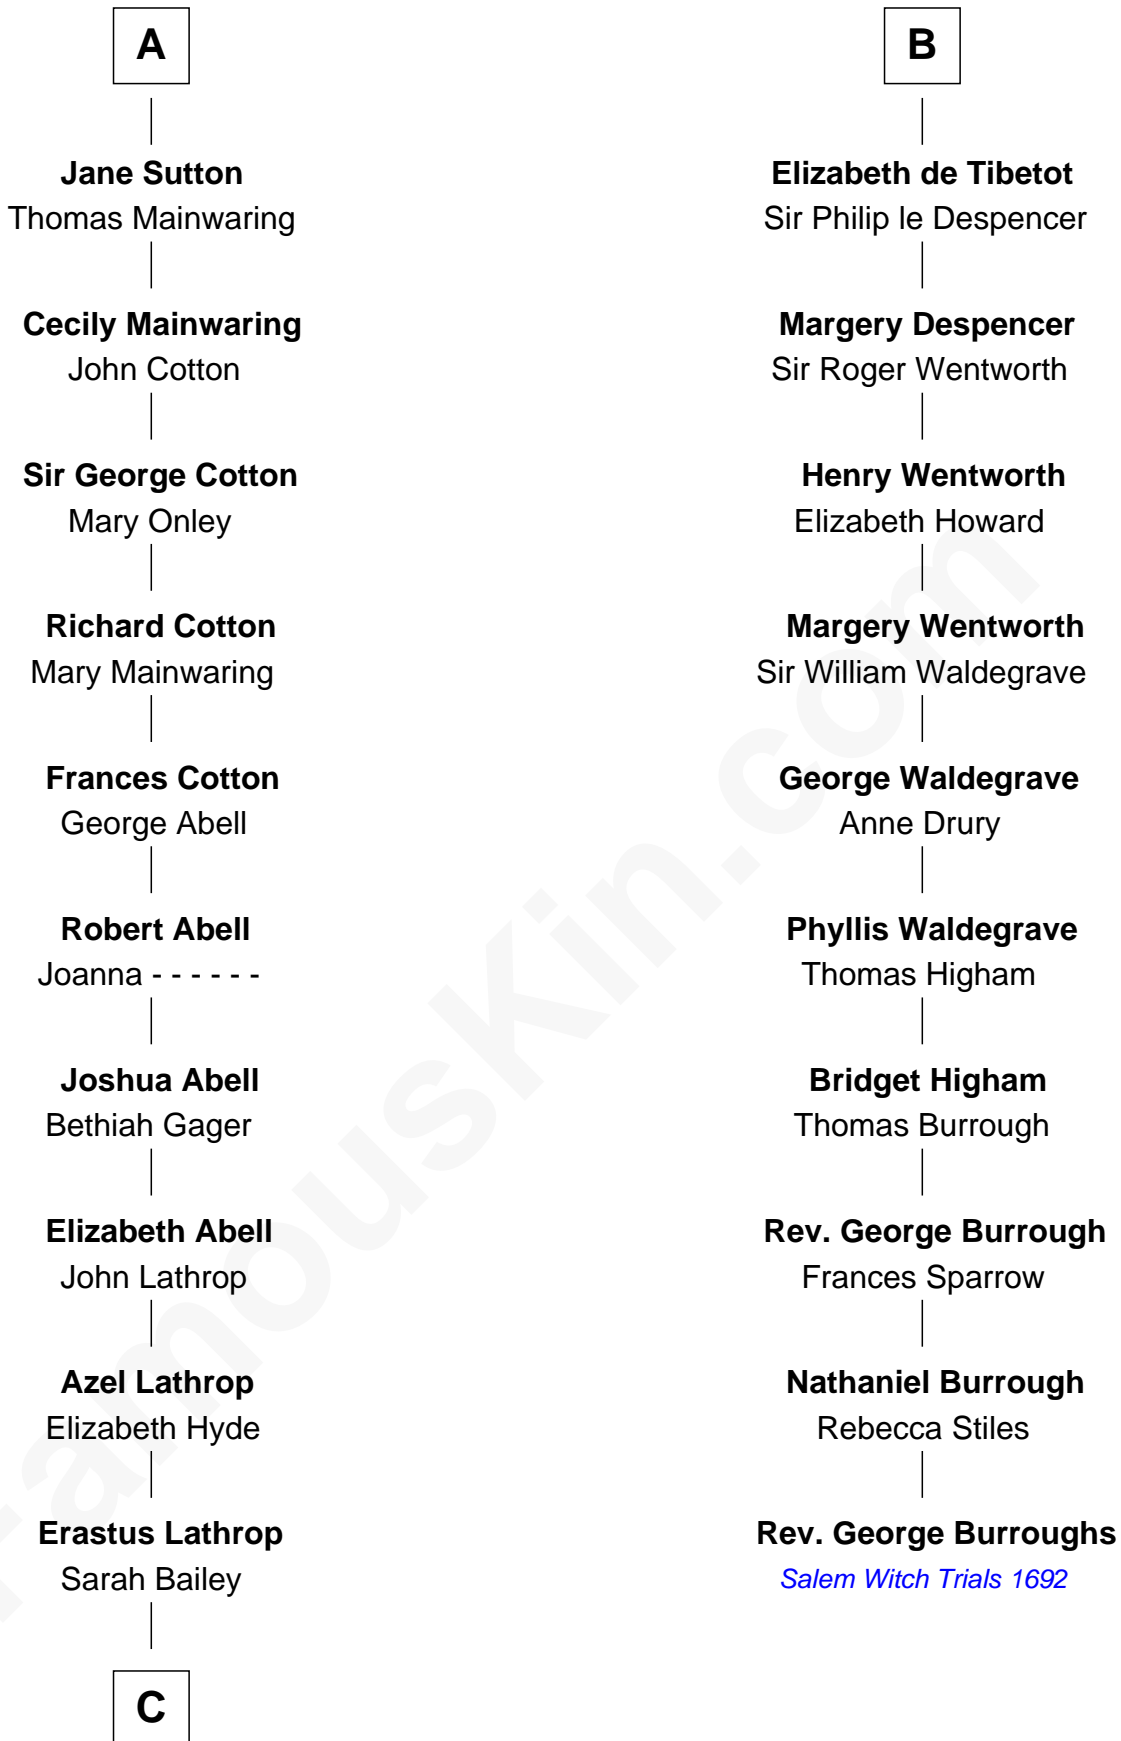 A
Jane Sutton
Thomas Mainwaring
Cecily Mainwaring
John Cotton
Sir George Cotton
Mary Onley
Richard Cotton
Mary Mainwaring
Frances Cotton
George Abell
Robert Abell
Joanna - - - - - -
Joshua Abell
Bethiah Gager
Elizabeth Abell
John Lathrop
Azel Lathrop
Elizabeth Hyde
Erastus Lathrop
Sarah Bailey
C
B
Elizabeth de Tibetot
Sir Philip le Despencer
Margery Despencer
Sir Roger Wentworth
Henry Wentworth
Elizabeth Howard
Margery Wentworth
Sir William Waldegrave
George Waldegrave
Anne Drury
Phyllis Waldegrave
Thomas Higham
Bridget Higham
Thomas Burrough
Rev. George Burrough
Frances Sparrow
Nathaniel Burrough
Rebecca Stiles
Rev. George Burroughs
Salem Witch Trials 1692
FamousKin.com